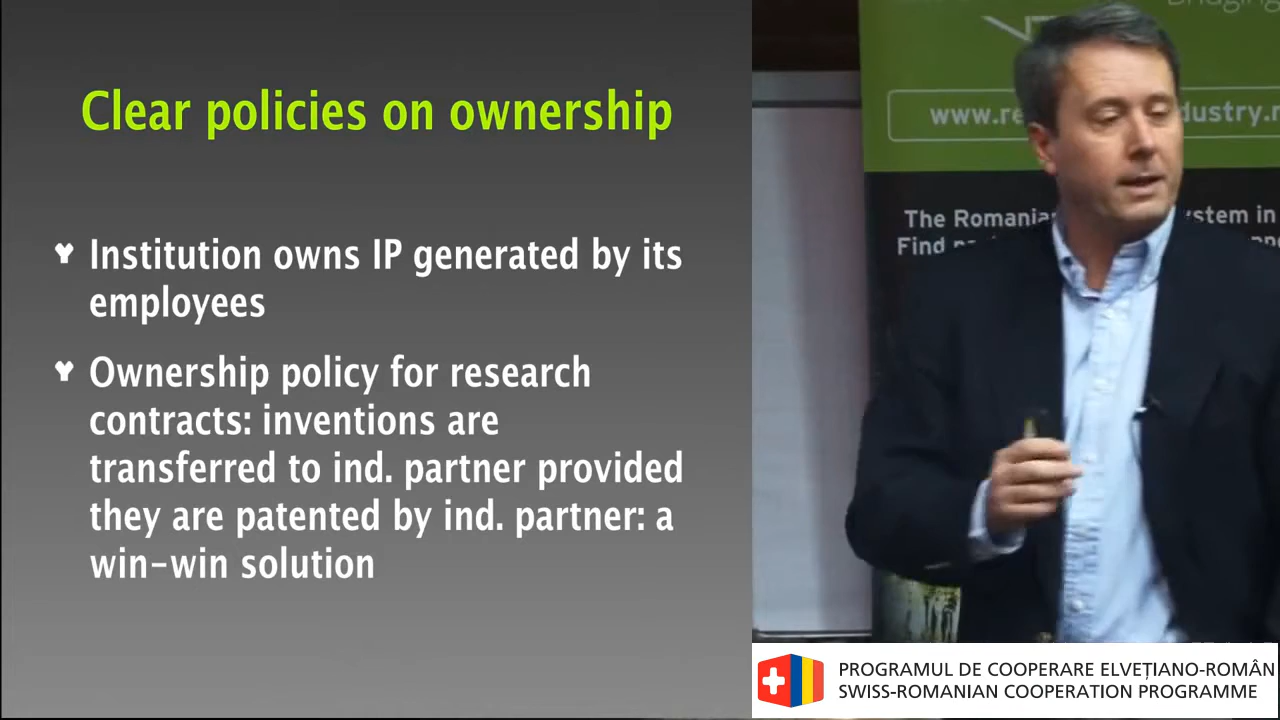 Clear policies on ownership
Institution owns IP generated by its
employees
Ownership policy for research
contracts: inventions are
transferred to ind. partner provided
they are patented by ind. partner: a
win-win solution
www.re
dustry.r
The Romanian
stem in
Find
PROGRAMUL DE COOPERARE ELVEȚIANO-ROMÂN
SWISS-ROMANIAN COOPERATION PROGRAMME